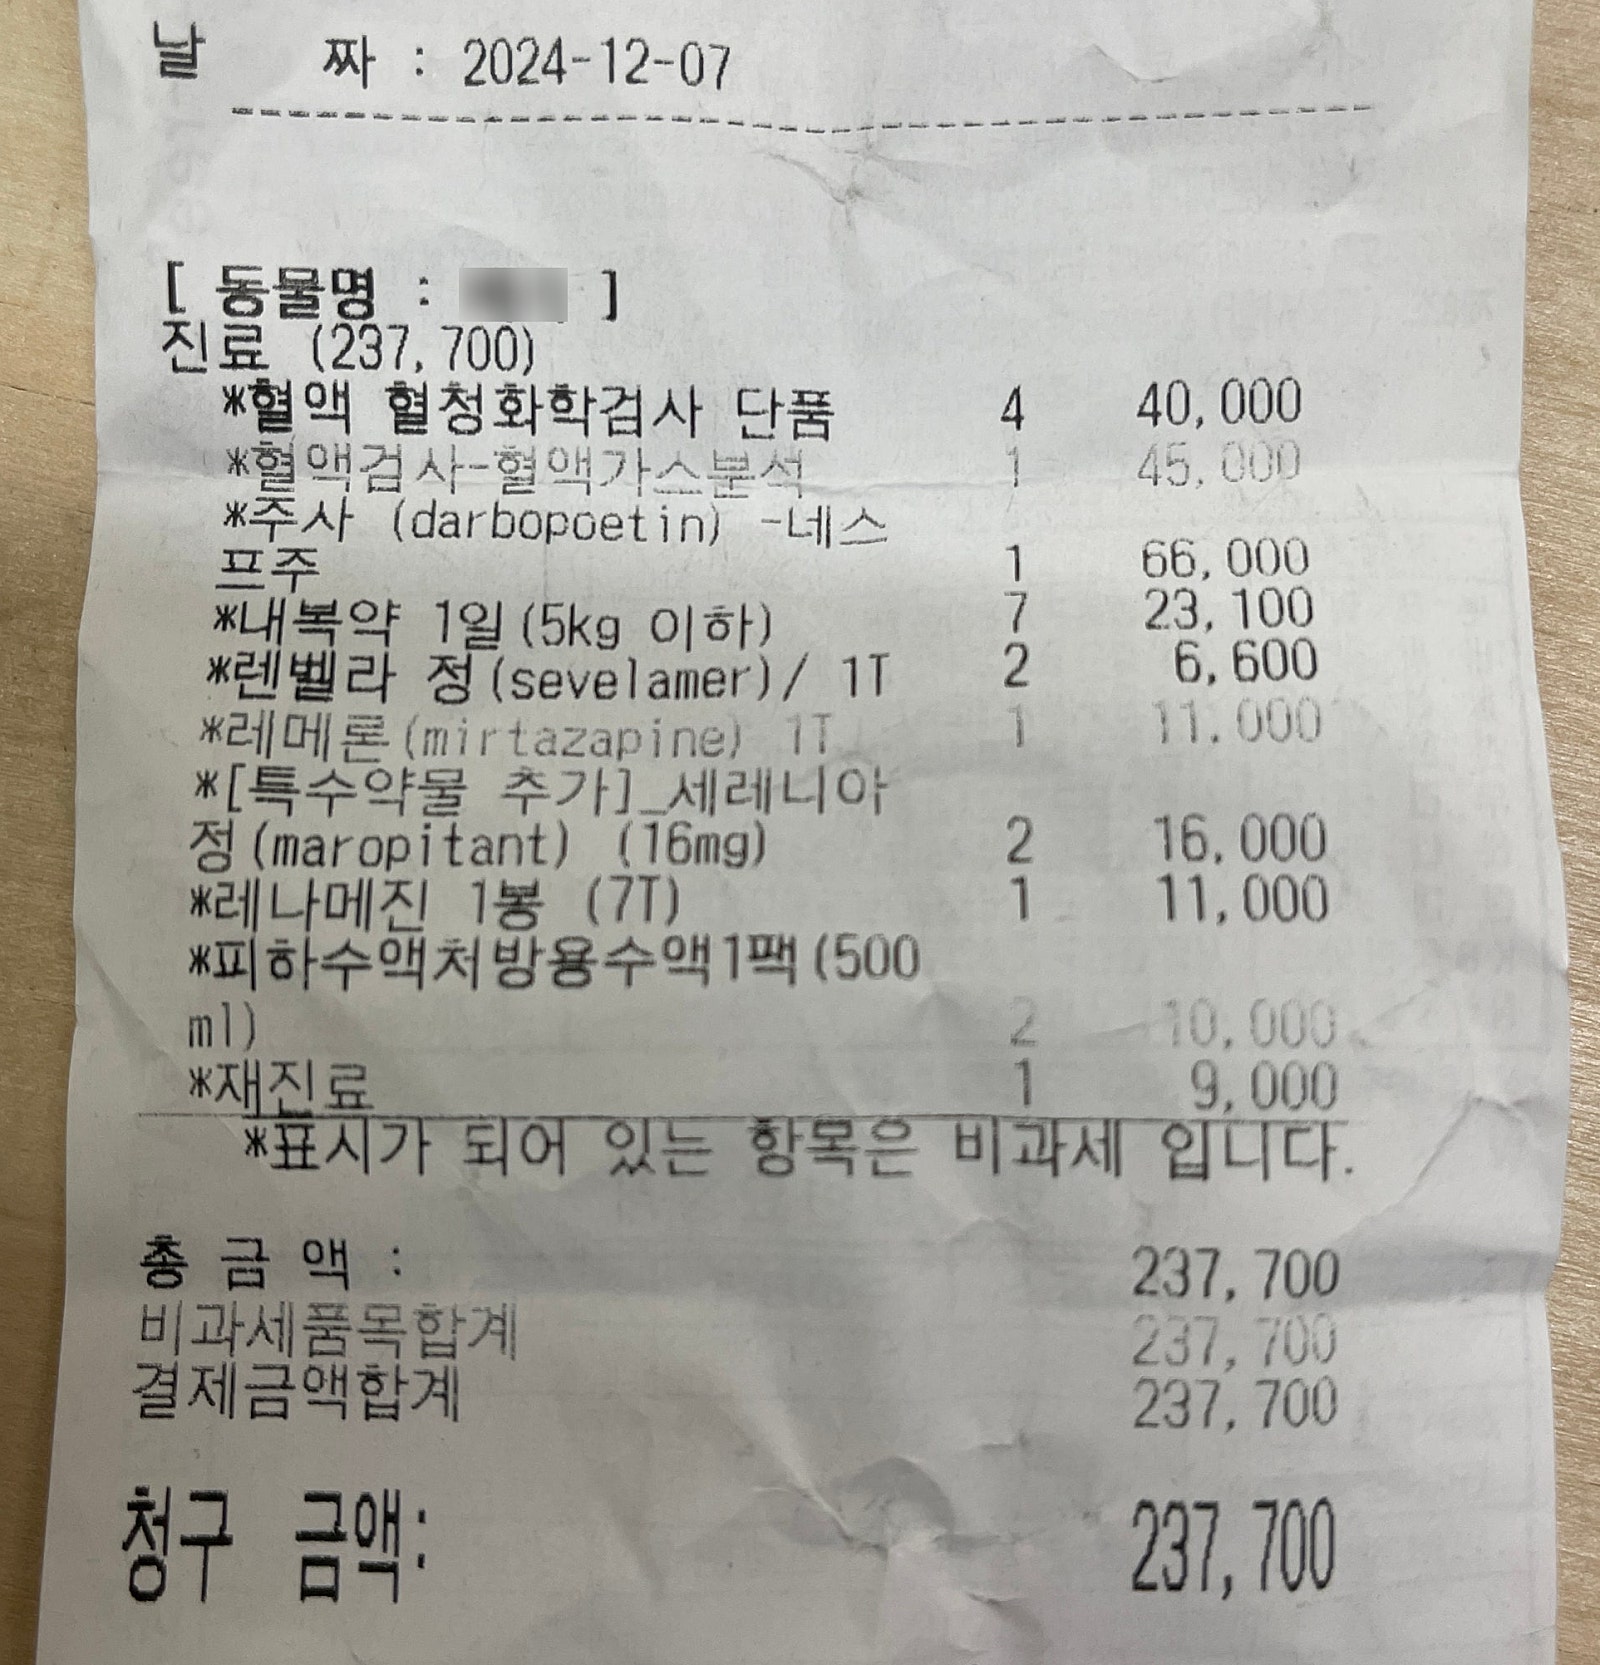 날 짜 : 2024-12-07
[ 동물명 : ]
진료 (237,700)
*혈액 혈청화학검사 단품 4 40,000
*혈액검사-혈액가스분석 1 45,000
*주사 (darbopoetin) -네스
프주 1 66,000
*내복약 1일(5kg 이하) 7 23,100
*렌벨라 정(sevelamer)/ 1T 2 6,600
*레메론(mirtazapine) 1T 1 11.000
*[특수약물 추가]_세레니아
정(maropitant) (16mg) 2 16,000
*레나메진 1봉 (7T) 1 11,000
*피하수액처방용수액1팩(500
ml) 2 10,000
*재진료 1 9,000
*표시가 되어 있는 항목은 비과세 입니다.
총 금 액 : 237,700
비과세품목합계 237,700
결제금액합계 237,700
청구 금액: 237,700